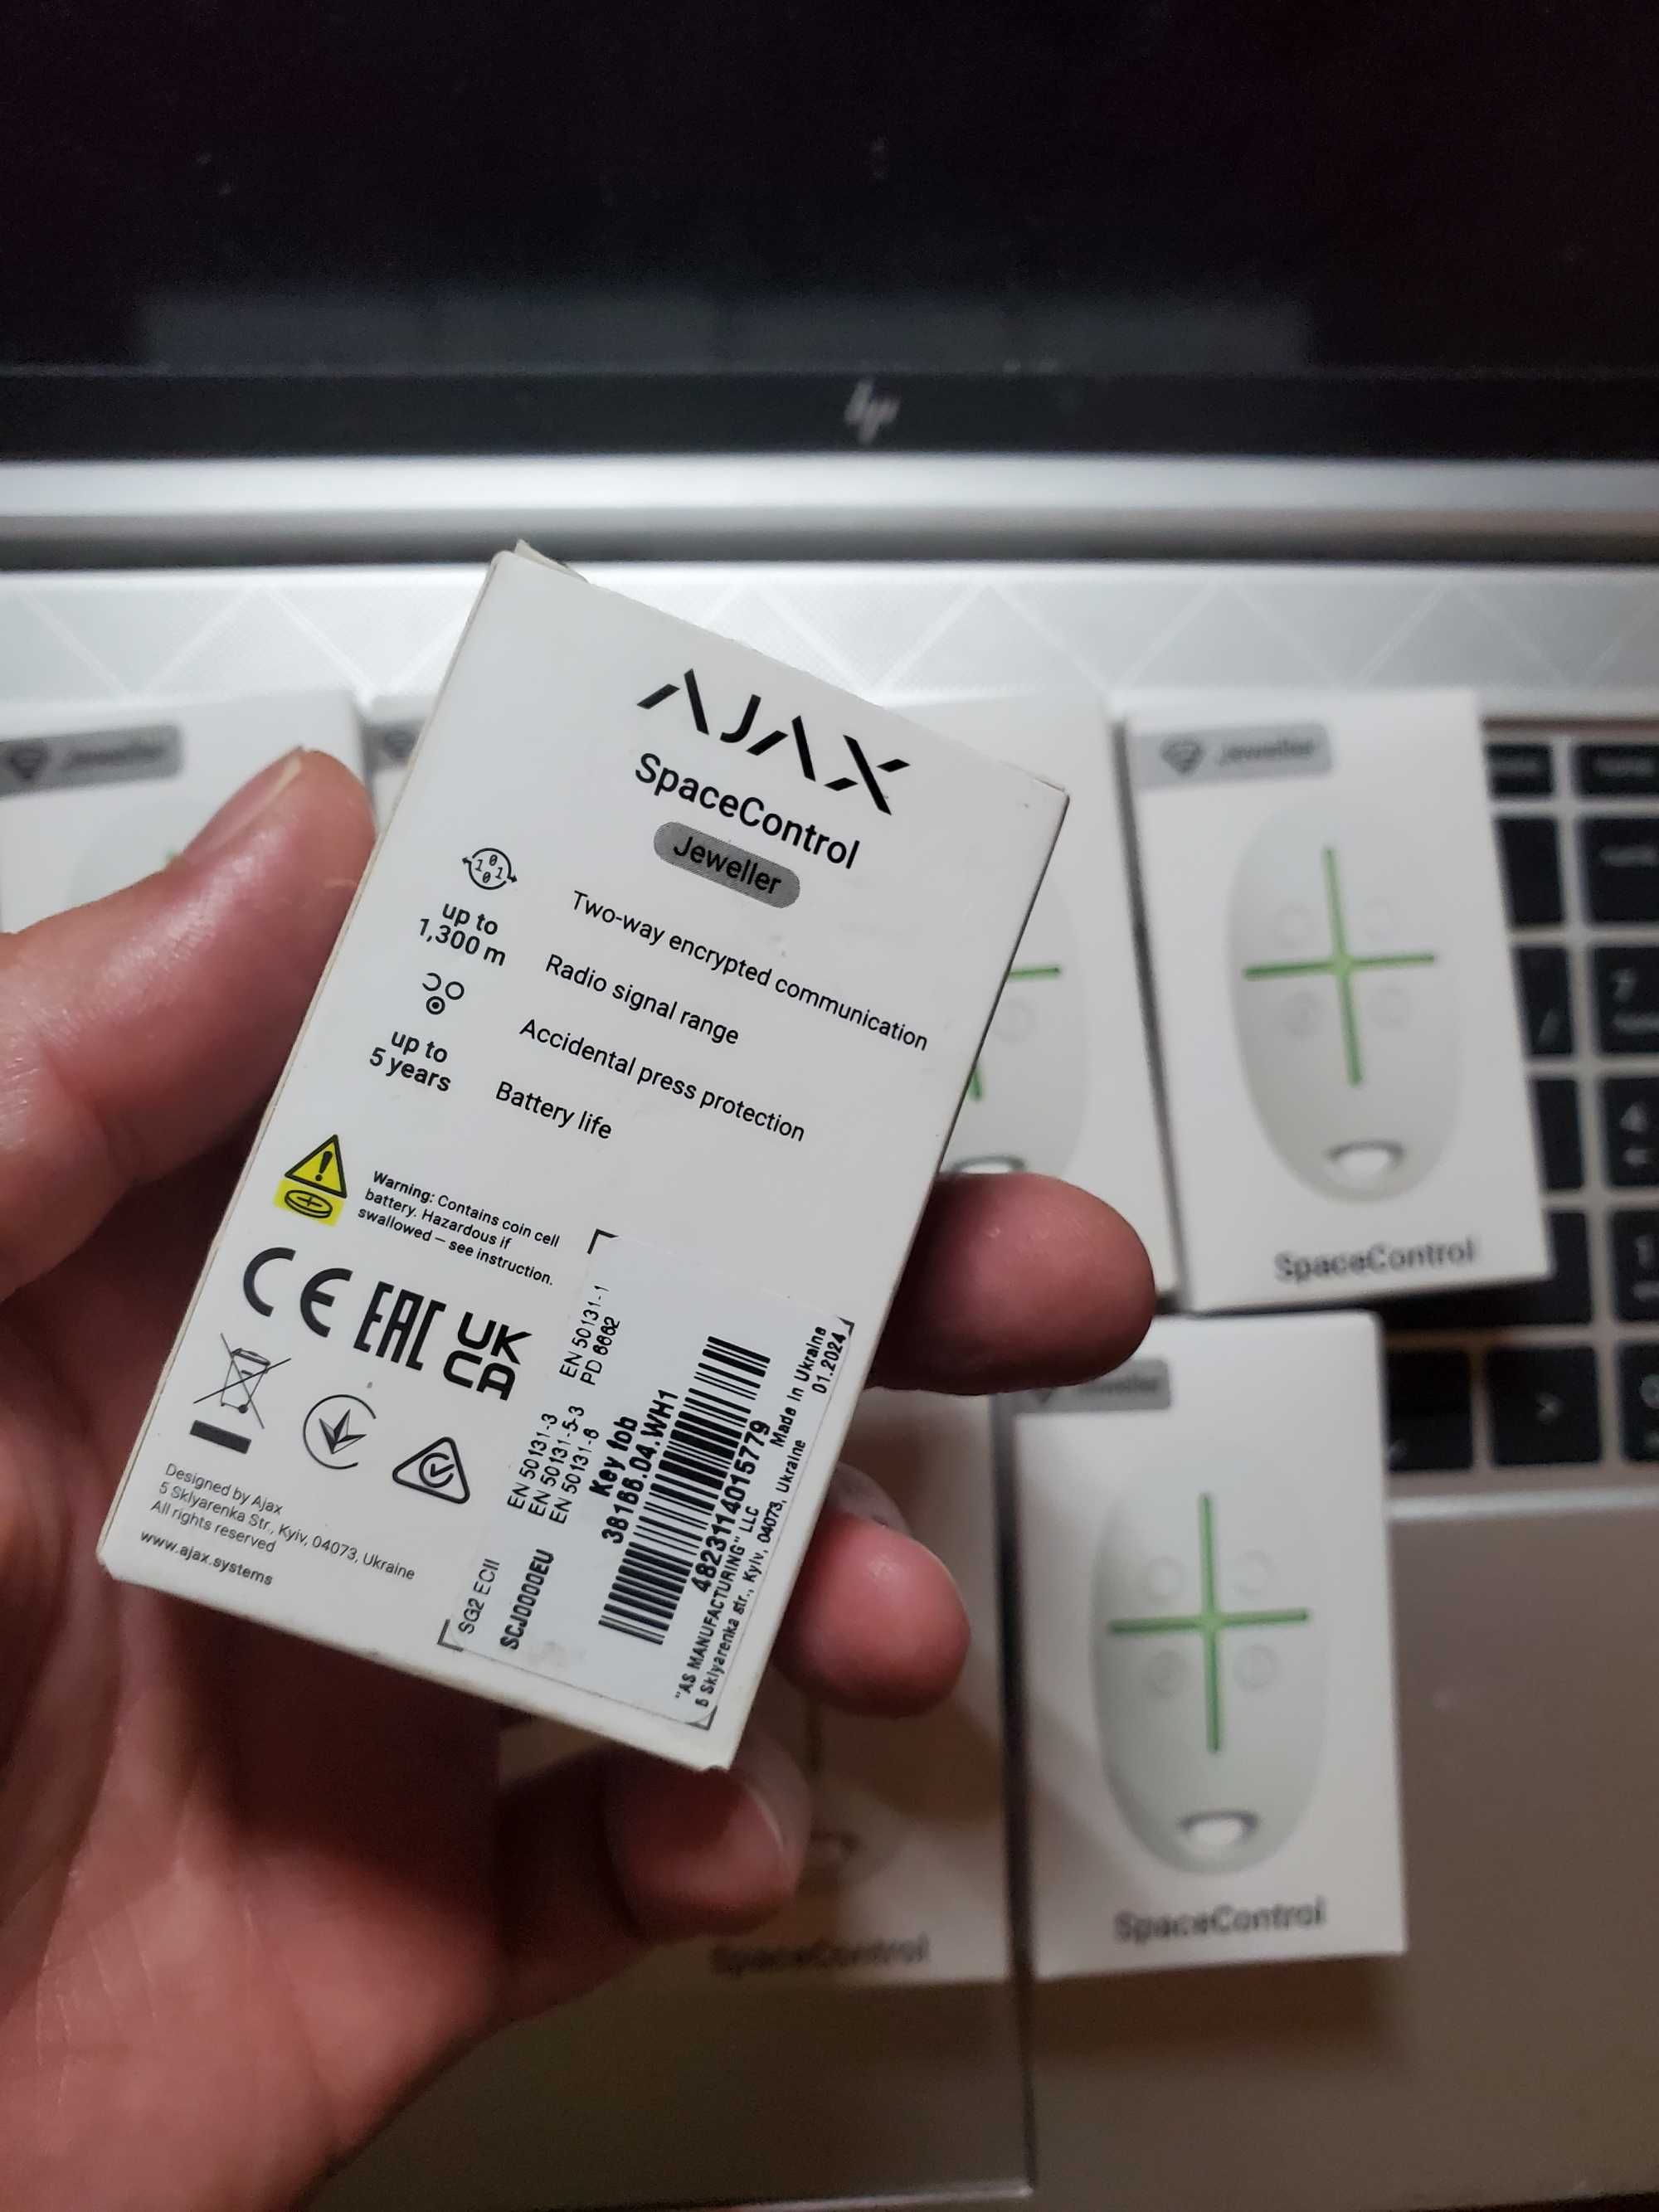 hp
AJAX
SpaceControl
Jeweller
Two-way encrypted communication
up to
1,300 m
Radio signal range
Accidental press protection
up to
5 years
Battery life
Warning: Contains coin cell
battery. Hazardous if
swallowed – see instruction.
CE EAC UK
CA
Designed by Ajax
5 Sklyarenka Str., Kyiv, 04073, Ukraine
All rights reserved
www.ajax.systems
SG2 ECII
EN 50131-3
EN 50131-5-3
EN 50131-6
EN 50131-1
PD 6662
SCJ0000EU
Key fob
38166.04.WH1
4823114015779
"AS MANUFACTURING" LLC
5 Sklyarenka str., Kyiv, 04073, Ukraine
Made in Ukraine
01.2024
Jeweller
Jeweller
SpaceControl
Jeweller
SpaceControl
SpaceControl